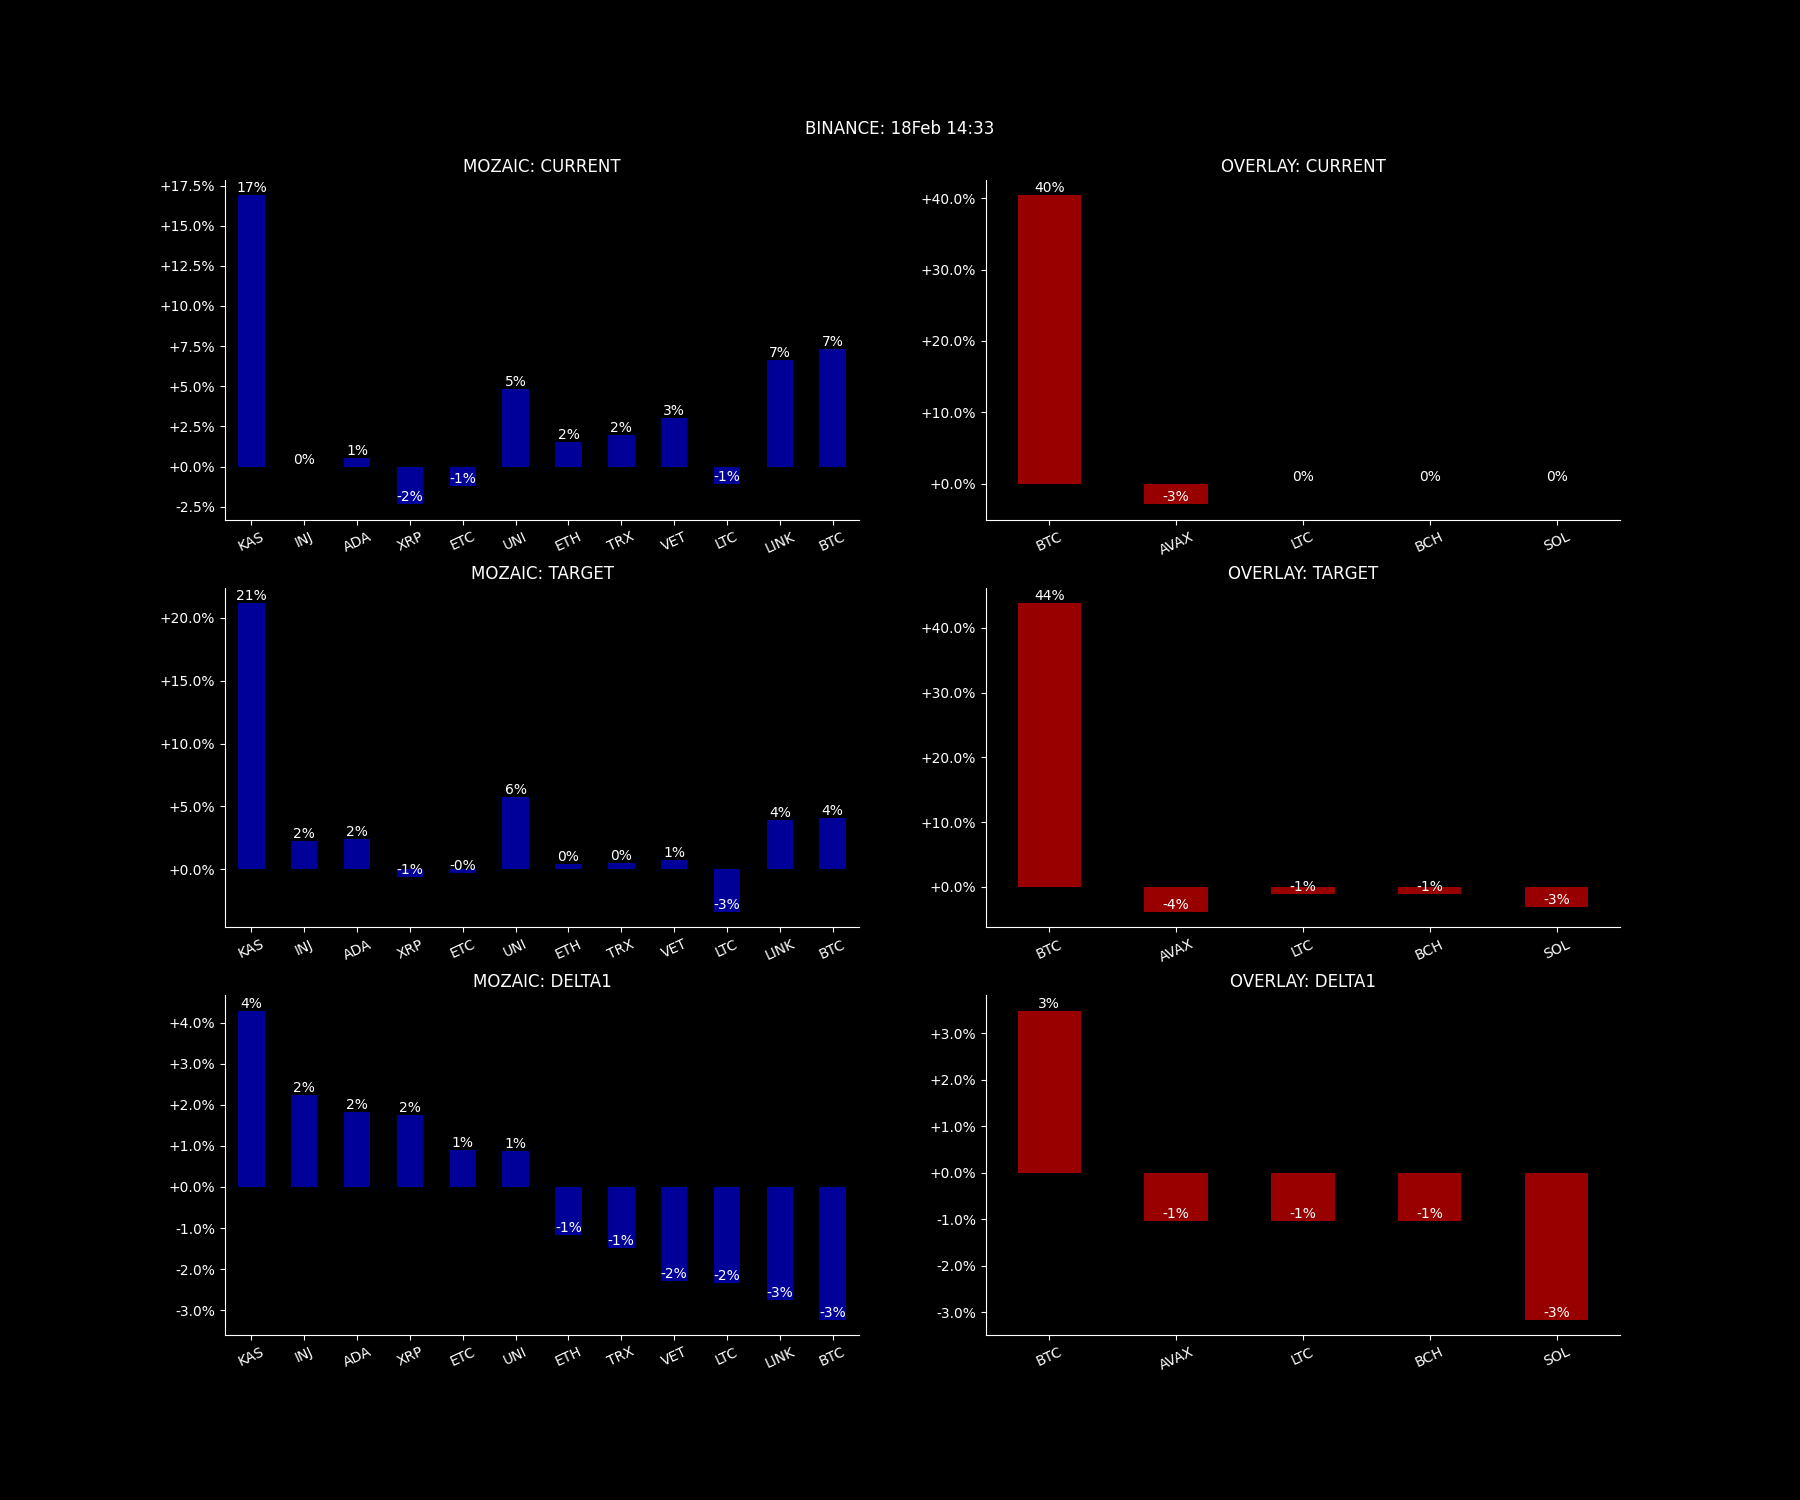 BINANCE: 18Feb 14:33
MOZAIC: CURRENT
+17.5%
+15.0%
+12.5%
+10.0%
+7.5%
+5.0%
+2.5%
+0.0%
-2.5%
17% 0% 1% -2% -1% 5% 2% 2% 3% -1% 7% 7%
KAS INJ ADA XRP ETC UNI ETH TRX VET LTC LINK BTC
OVERLAY: CURRENT
+40.0%
+30.0%
+20.0%
+10.0%
+0.0%
40% -3% 0% 0% 0%
BTC AVAX LTC BCH SOL
MOZAIC: TARGET
+20.0%
+15.0%
+10.0%
+5.0%
+0.0%
21% 2% 2% -1% -0% 6% 0% 0% 1% -3% 4% 4%
KAS INJ ADA XRP ETC UNI ETH TRX VET LTC LINK BTC
OVERLAY: TARGET
+40.0%
+30.0%
+20.0%
+10.0%
+0.0%
44% -4% -1% -1% -3%
BTC AVAX LTC BCH SOL
MOZAIC: DELTA1
+4.0%
+3.0%
+2.0%
+1.0%
+0.0%
-1.0%
-2.0%
-3.0%
4% 2% 2% 2% 1% 1% -1% -1% -2% -2% -3% -3%
KAS INJ ADA XRP ETC UNI ETH TRX VET LTC LINK BTC
OVERLAY: DELTA1
+3.0%
+2.0%
+1.0%
+0.0%
-1.0%
-2.0%
-3.0%
3% -1% -1% -1% -3%
BTC AVAX LTC BCH SOL